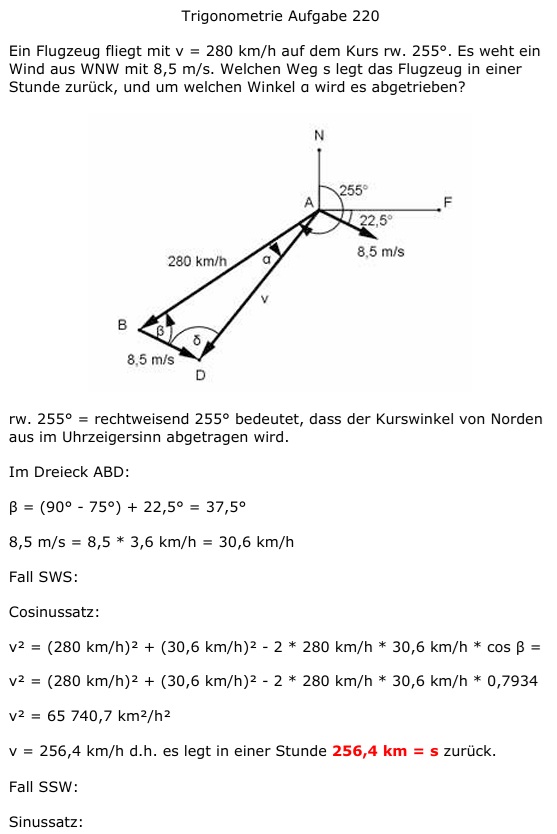 Trigonometrie Aufgabe 220
Ein Flugzeug fliegt mit v = 280 km/h auf dem Kurs rw. 255°. Es weht ein
Wind aus WNW mit 8,5 m/s. Welchen Weg s legt das Flugzeug in einer
Stunde zurück, und um welchen Winkel α wird es abgetrieben?
N
A
255°
F
22,5°
8,5 m/s
280 km/h
α
v
B
β
δ
8,5 m/s
D
rw. 255° = rechtweisend 255° bedeutet, dass der Kurswinkel von Norden
aus im Uhrzeigersinn abgetragen wird.
Im Dreieck ABD:
β = (90° - 75°) + 22,5° = 37,5°
8,5 m/s = 8,5 * 3,6 km/h = 30,6 km/h
Fall SWS:
Cosinussatz:
v² = (280 km/h)² + (30,6 km/h)² - 2 * 280 km/h * 30,6 km/h * cos β =
v² = (280 km/h)² + (30,6 km/h)² - 2 * 280 km/h * 30,6 km/h * 0,7934
v² = 65 740,7 km²/h²
v = 256,4 km/h d.h. es legt in einer Stunde 256,4 km = s zurück.
Fall SSW:
Sinussatz: